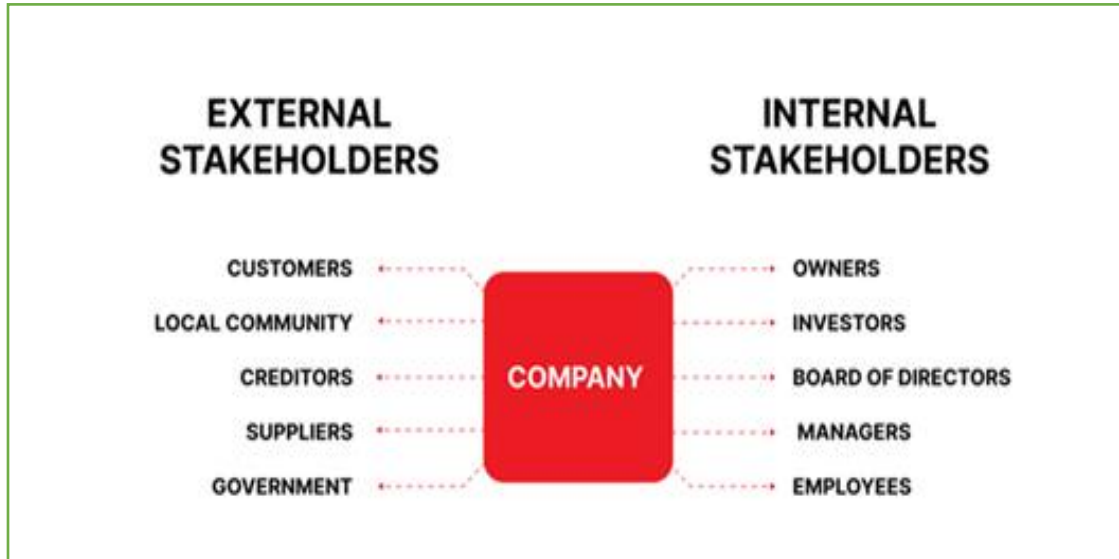 EXTERNAL
STAKEHOLDERS
CUSTOMERS
LOCAL COMMUNITY
CREDITORS
SUPPLIERS
GOVERNMENT
COMPANY
INTERNAL
STAKEHOLDERS
OWNERS
INVESTORS
BOARD OF DIRECTORS
MANAGERS
EMPLOYEES